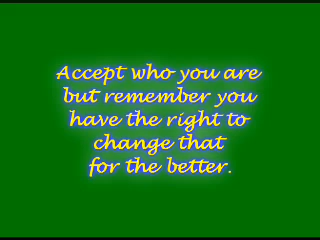 Accept who you are
but remember you
have the right to
change that
for the better.